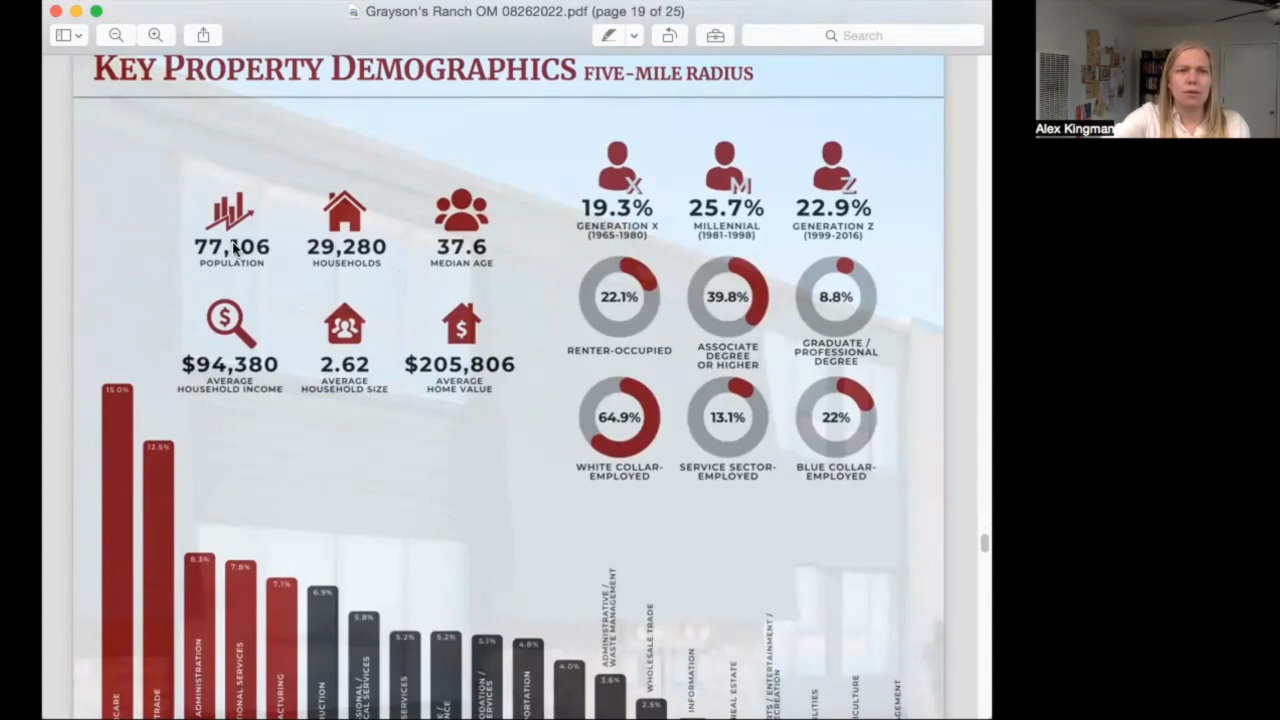 Grayson's Ranch OM 08262022.pdf (page 19 of 25)
Search
Alex Kingman
KEY PROPERTY DEMOGRAPHICS FIVE-MILE RADIUS
77,106
POPULATION
29,280
HOUSEHOLDS
37.6
MEDIAN AGE
$94,380
AVERAGE
HOUSEHOLD INCOME
2.62
AVERAGE
HOUSEHOLD SIZE
$205,806
AVERAGE
HOME VALUE
X
19.3%
GENERATION X
(1965-1980)
M
25.7%
MILLENNIAL
(1981-1998)
Z
22.9%
GENERATION Z
(1999-2016)
22.1%
RENTER-OCCUPIED
39.8%
ASSOCIATE
DEGREE
OR HIGHER
8.8%
GRADUATE /
PROFESSIONAL
DEGREE
64.9%
WHITE COLLAR-
EMPLOYED
13.1%
SERVICE SECTOR-
EMPLOYED
22%
BLUE COLLAR-
EMPLOYED
15.0%
12.5%
8.3%
7.8%
7.1%
6.9%
5.8%
5.2%
5.2%
5.1%
4.8%
4.0%
3.6%
2.5%
TRADE
ADMINISTRATION
SERVICES
SERVICES
ADMINISTRATIVE /
WASTE MANAGEMENT
WHOLESALE TRADE
INFORMATION
REAL ESTATE
/ ENTERTAINMENT /